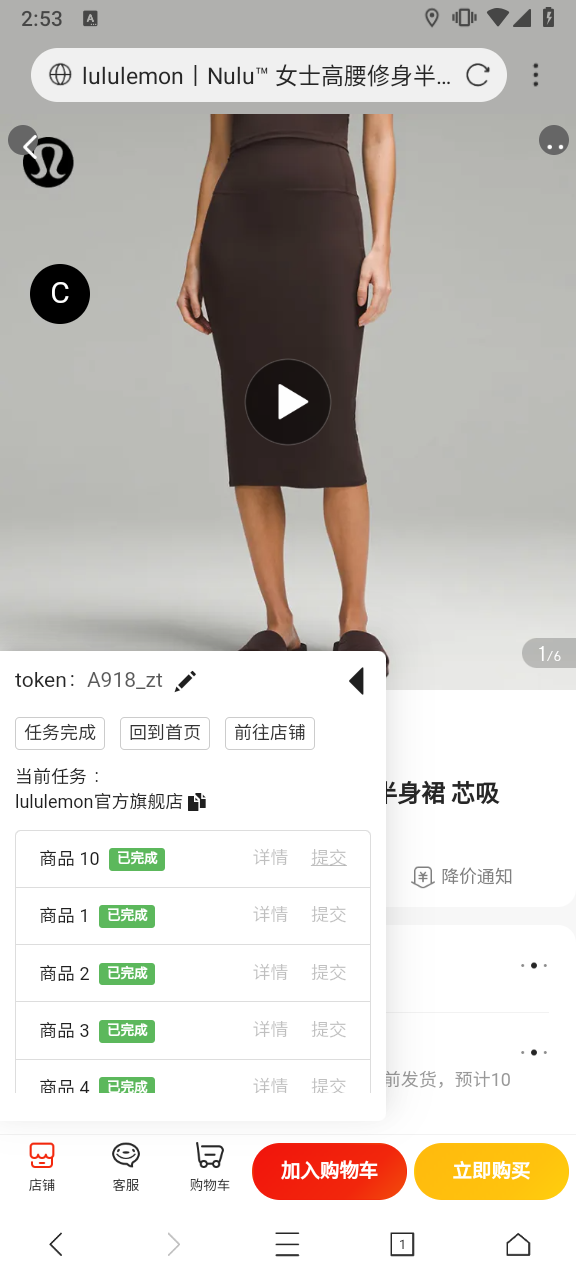 2:53 A
lululemon丨Nulu™ 女士高腰修身半...
C
1/6
token： A918_zt
任务完成 回到首页 前往店铺
当前任务：
lululemon官方旗舰店
半身裙 芯吸
商品 10 已完成 详情 提交
降价通知
商品 1 已完成 详情 提交
商品 2 已完成 详情 提交
商品 3 已完成 详情 提交
前发货，预计10
商品 4 已完成 详情 提交
店铺 客服 购物车 加入购物车 立即购买
1